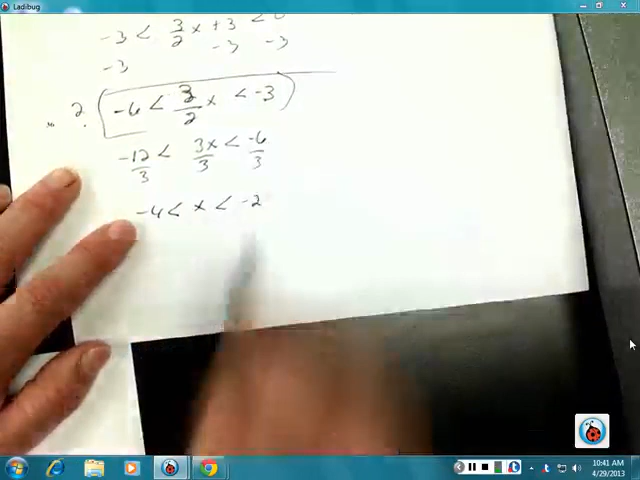 Ladibug
-3 < 3/2 x +3 < 0
-3 -3 -3
2. (-6 < 3/2 x < -3)
-12/3 < 3x/3 < -6/3
-4 < x < -2
10:41 AM
4/29/2013